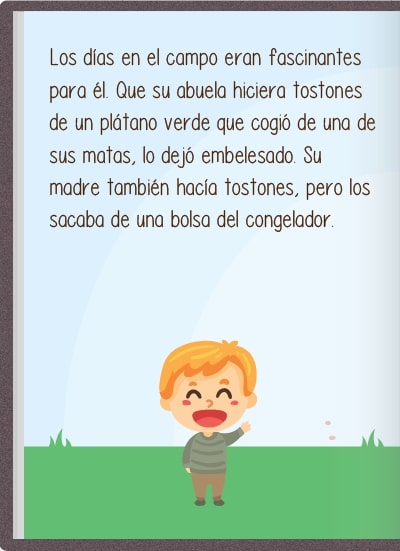 Los días en el campo eran fascinantes
para él. Que su abuela hiciera tostones
de un plátano verde que cogió de una de
sus matas, lo dejó embelesado. Su
madre también hacía tostones, pero los
sacaba de una bolsa del congelador.